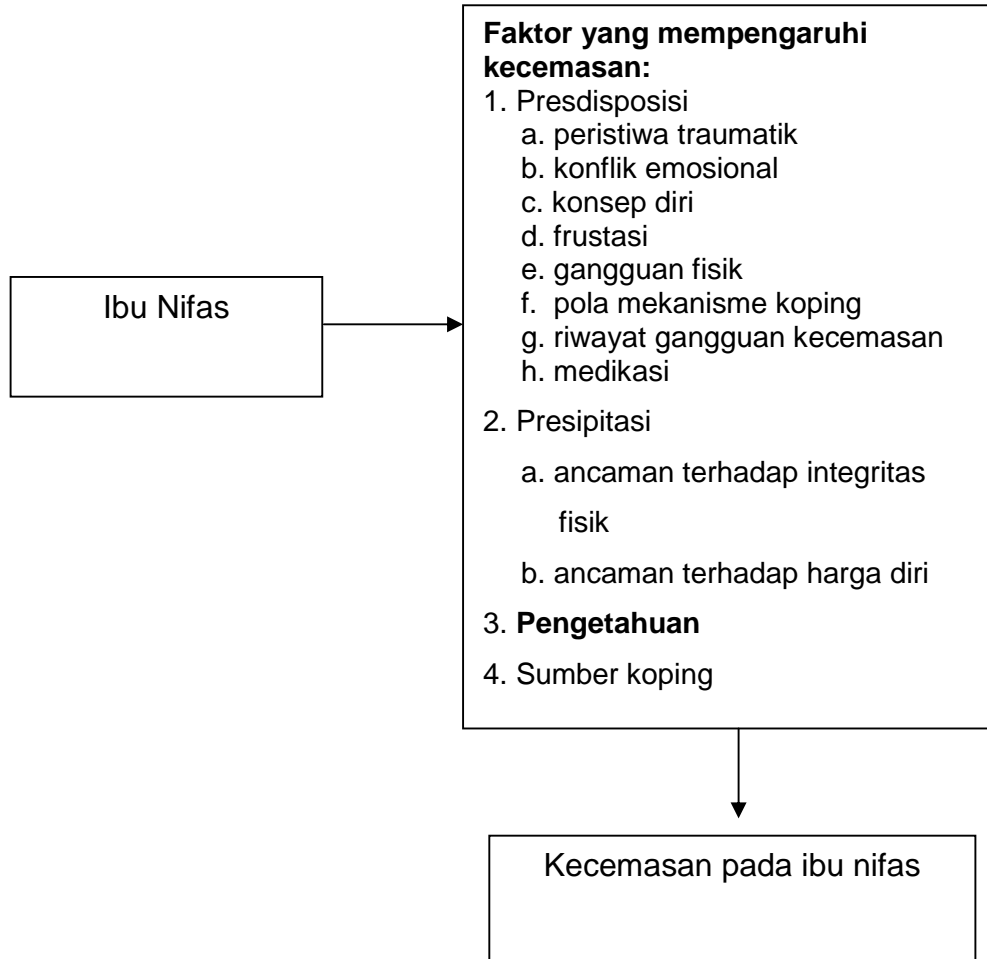 Faktor yang mempengaruhi
kecemasan:
1. Presdisposisi
a. peristiwa traumatik
b. konflik emosional
c. konsep diri
d. frustasi
e. gangguan fisik
f. pola mekanisme koping
g. riwayat gangguan kecemasan
h. medikasi
2. Presipitasi
a. ancaman terhadap integritas
fisik
b. ancaman terhadap harga diri
3. Pengetahuan
4. Sumber koping
Ibu Nifas
Kecemasan pada ibu nifas